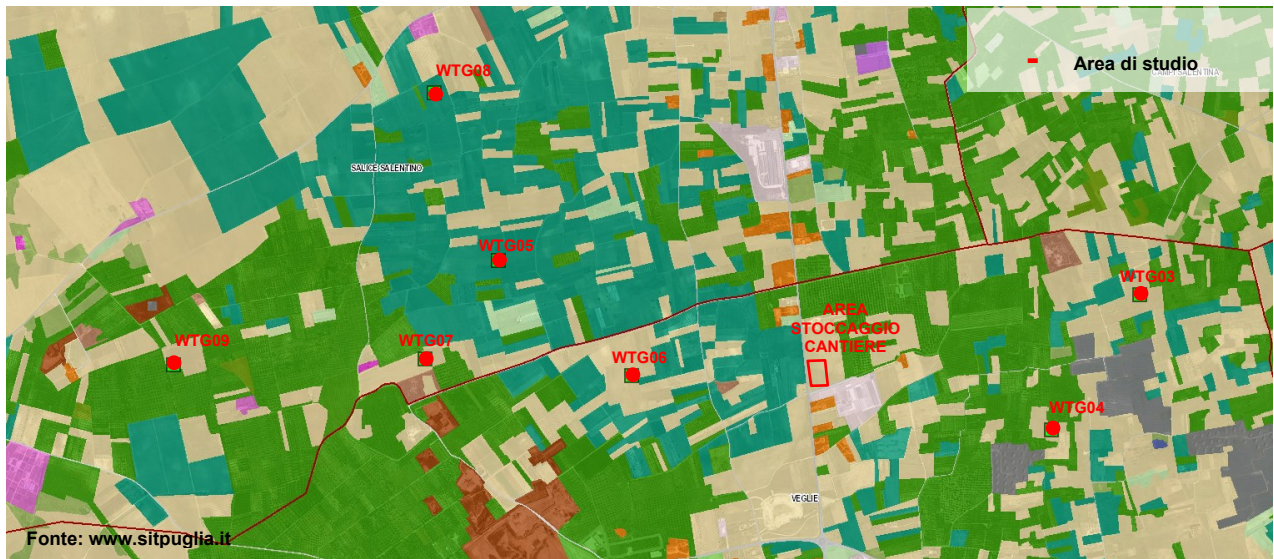 WTG08
Area di studio
CAMPI SALENTINA
SALICE SALENTINO
WTG05
WTG03
AREA
STOCCAGGIO
CANTIERE
WTG09
WTG07
WTG06
WTG04
VEGLIE
Fonte: www.sitpuglia.it